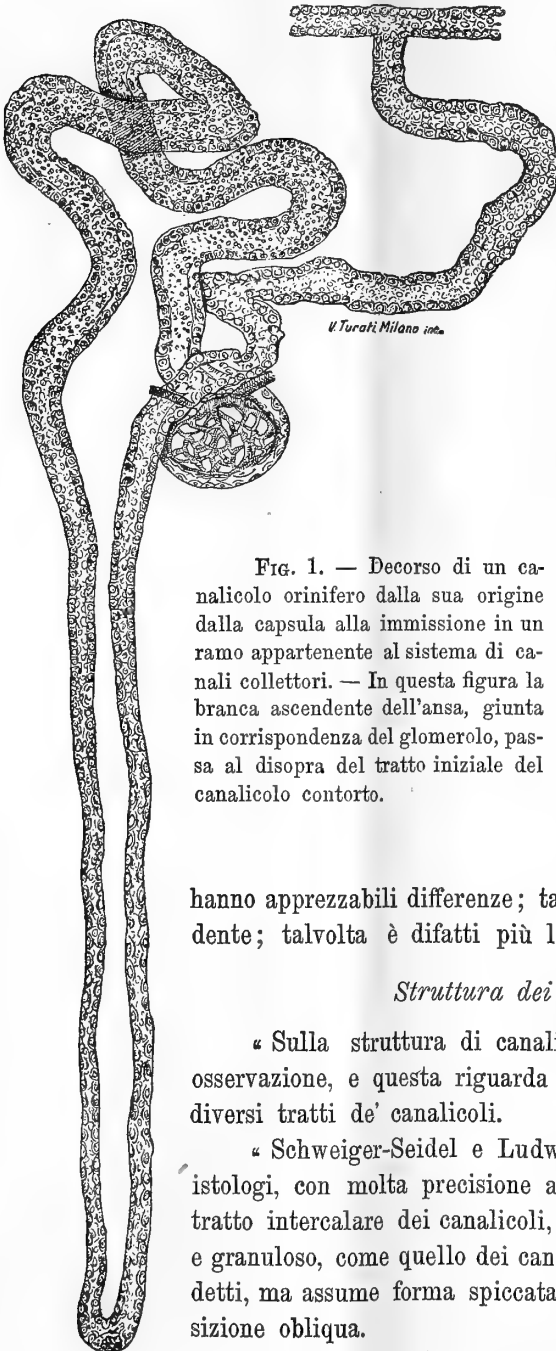 V. Turati Milano inc.
FIG. 1. — Decorso di un ca-
nalicolo orinifero dalla sua origine
dalla capsula alla immissione in un
ramo appartenente al sistema di ca-
nali collettori. — In questa figura la
branca ascendente dell'ansa, giunta
in corrispondenza del glomerolo, pas-
sa al disopra del tratto iniziale del
canalicolo contorto.
hanno apprezzabili differenze; ta
dente; talvolta è difatti più l
Struttura dei
« Sulla struttura di canali
osservazione, e questa riguarda
diversi tratti de' canalicoli.
« Schweiger-Seidel e Ludw
istologi, con molta precisione a
tratto intercalare dei canalicoli,
e granuloso, come quello dei can
detti, ma assume forma spiccata
sizione obliqua.